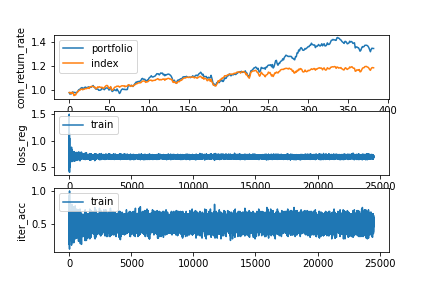 com_return_rate
1.4
1.2
1.0
portfolio
index
0 50 100 150 200 250 300 350 400
loss_reg
1.5
1.0
0.5
train
0 5000 10000 15000 20000 25000
iter_acc
1.0
0.5
train
0 5000 10000 15000 20000 25000